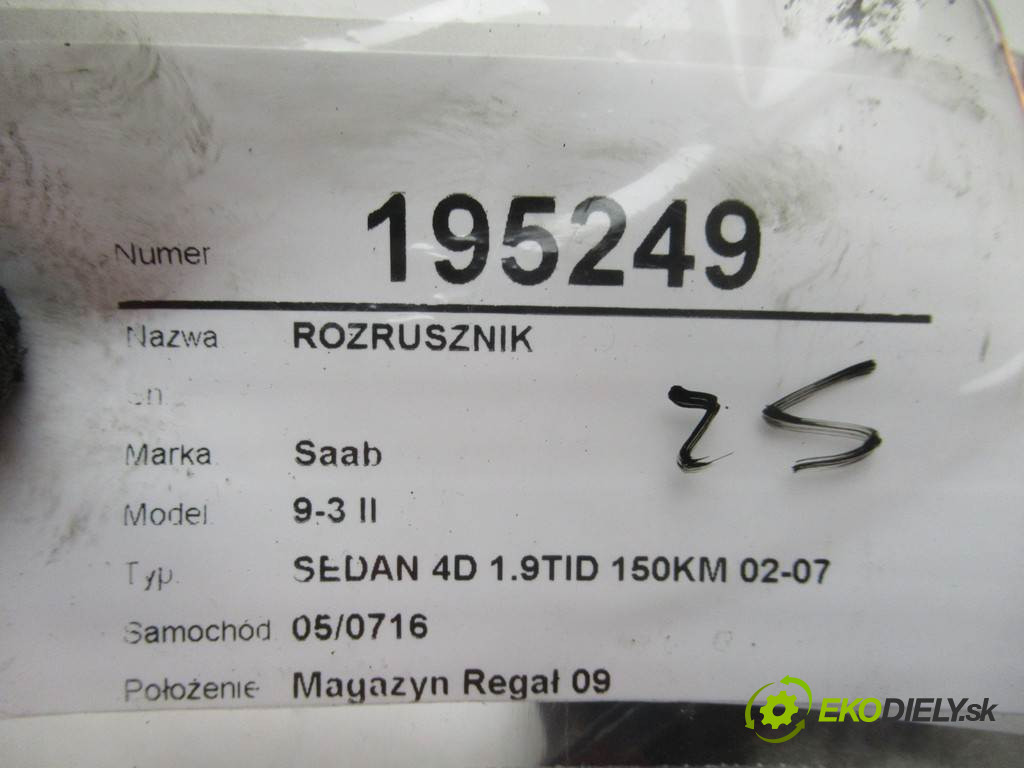 Numer 195249
Nazwa ROZRUSZNIK
Marka Saab
Model 9-3 II
Typ SEDAN 4D 1.9TID 150KM 02-07
Samochód 05/0716
Położenie Magazyn Regał 09
25
EKODIELY.sk